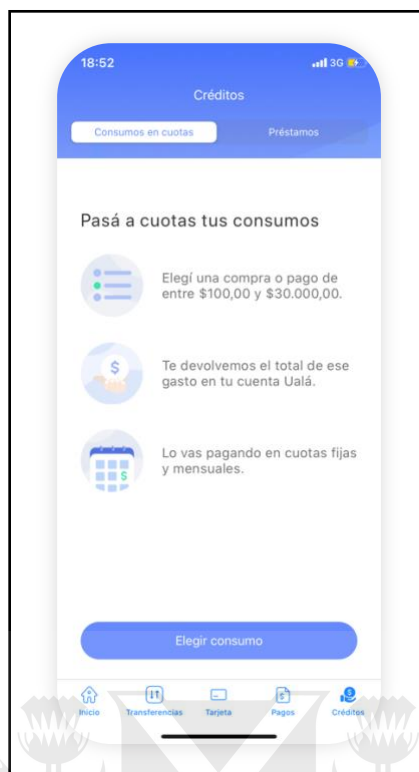 18:52
3G
Créditos
Consumos en cuotas
Préstamos
Pasá a cuotas tus consumos
Elegí una compra o pago de
entre $100,00 y $30.000,00.
Te devolvemos el total de ese
gasto en tu cuenta Ualá.
Lo vas pagando en cuotas fijas
y mensuales.
Elegir consumo
Inicio
Transferencias
Tarjeta
Pagos
Créditos